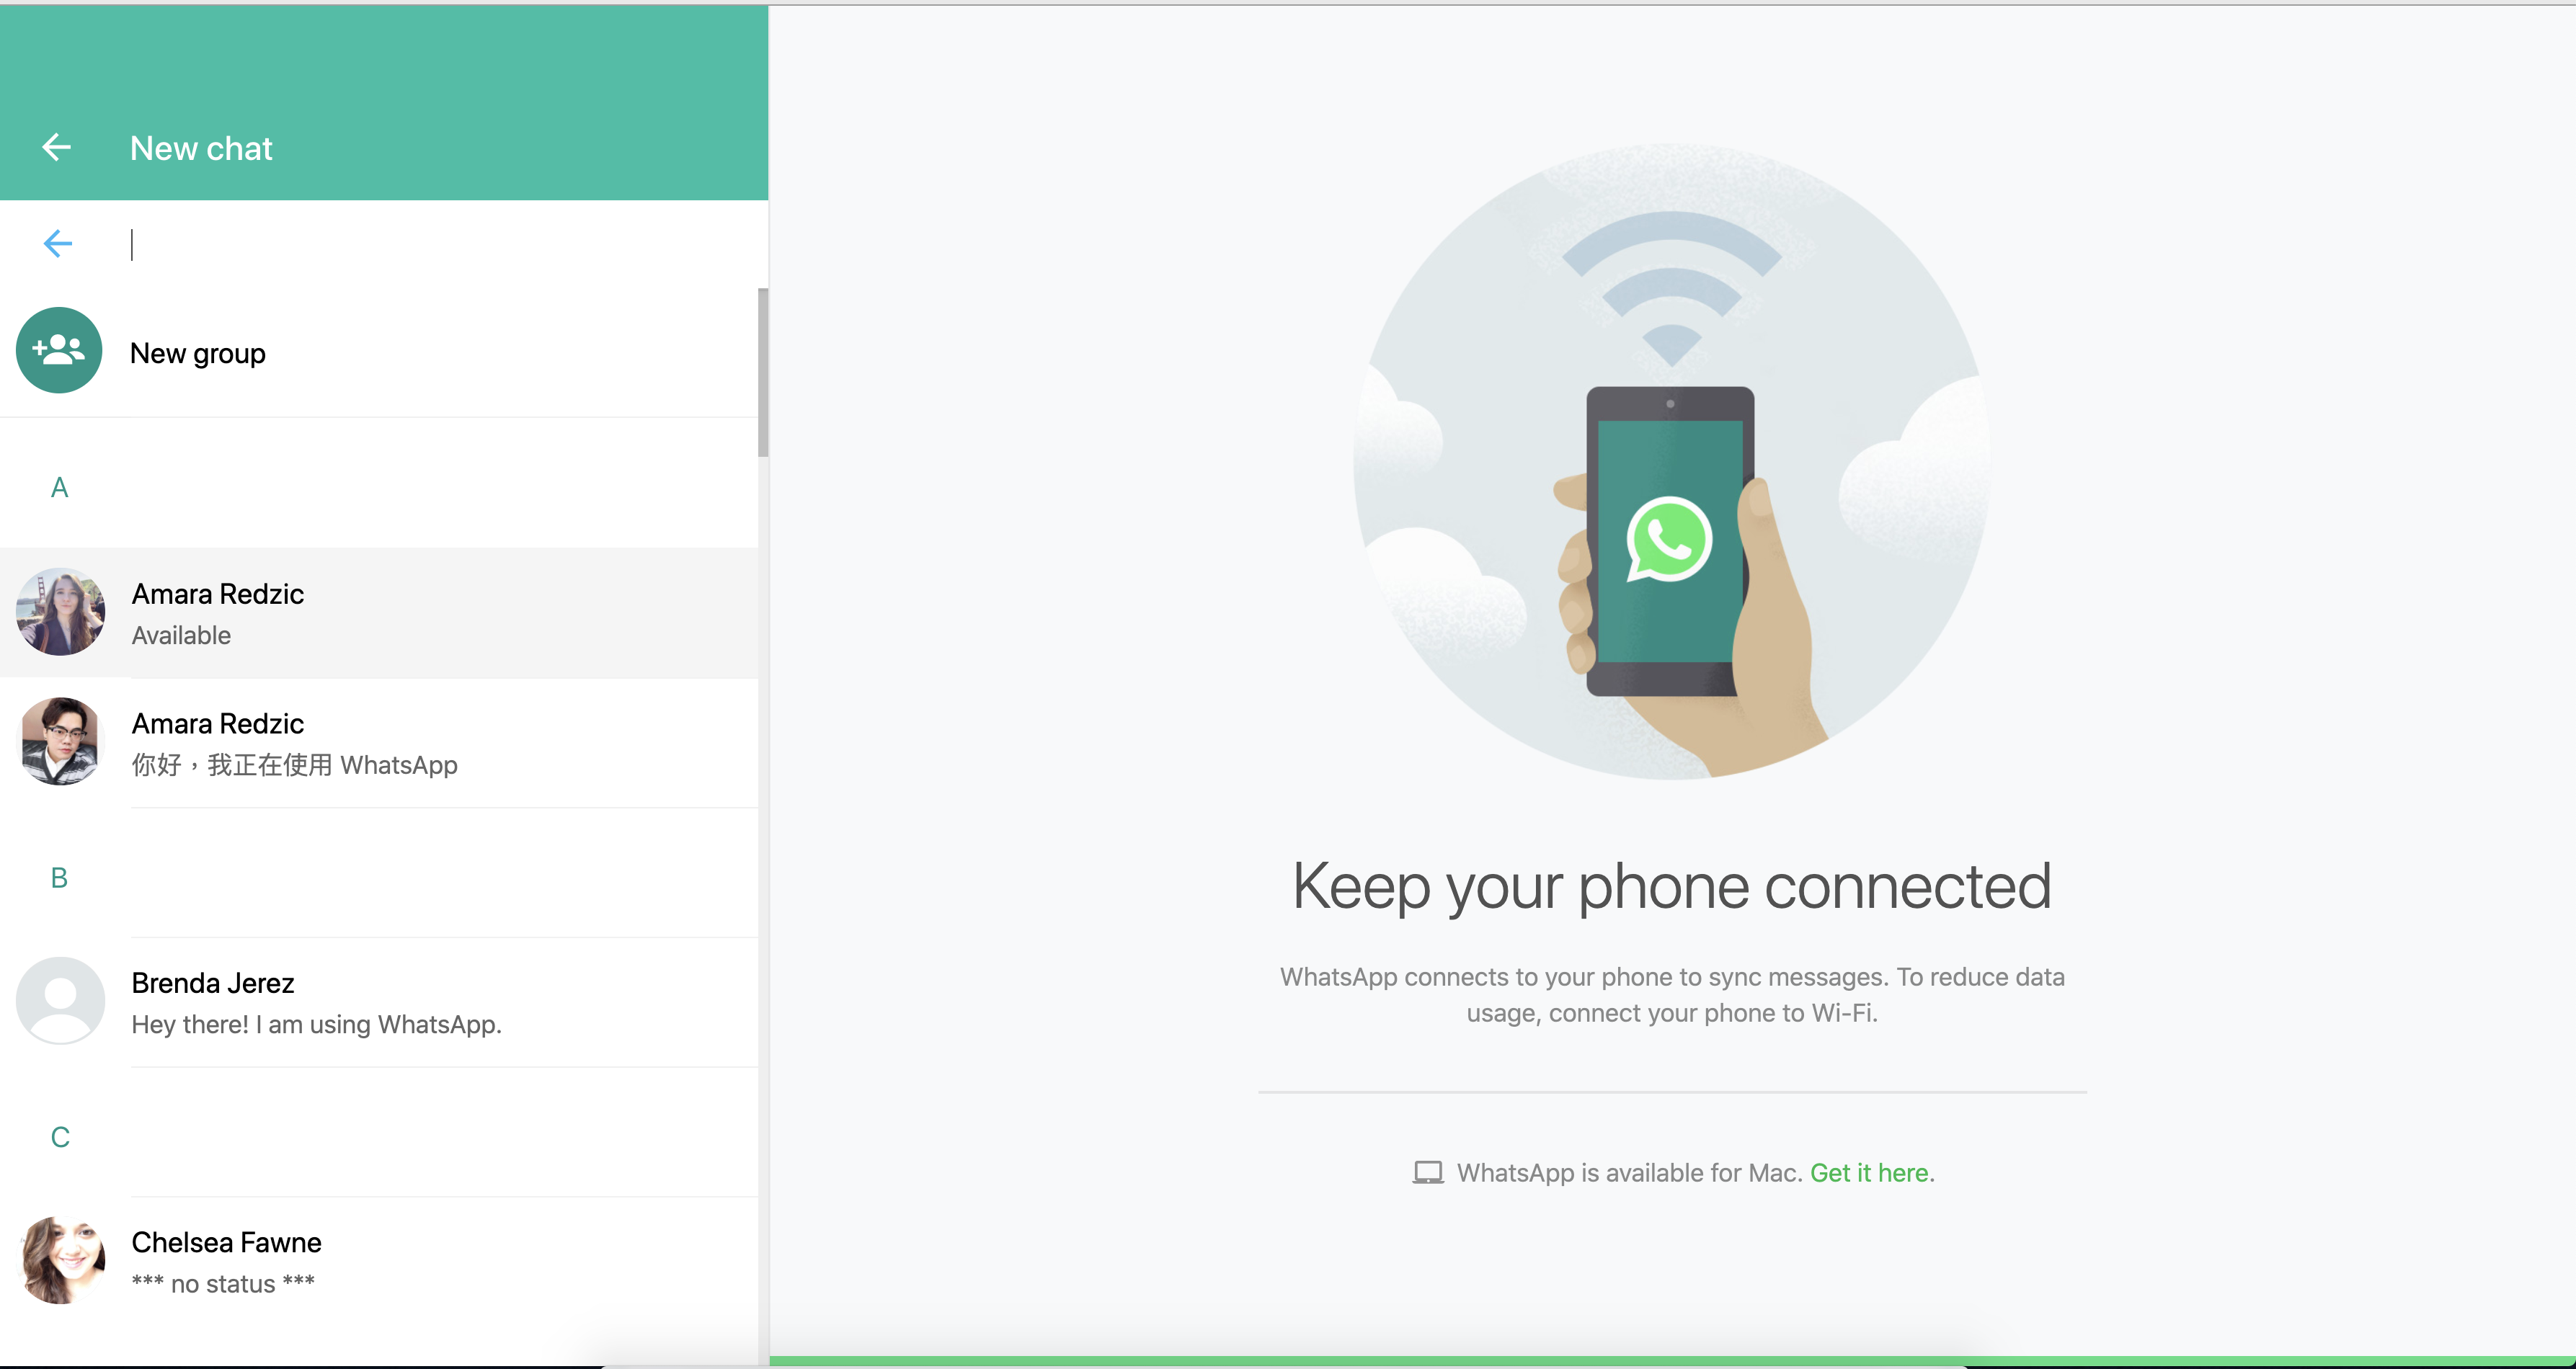 New chat
New group
A
Amara Redzic
Available
Amara Redzic
你好，我正在使用 WhatsApp
B
Brenda Jerez
Hey there! I am using WhatsApp.
C
Chelsea Fawne
*** no status ***
Keep your phone connected
WhatsApp connects to your phone to sync messages. To reduce data
usage, connect your phone to Wi-Fi.
WhatsApp is available for Mac. Get it here.